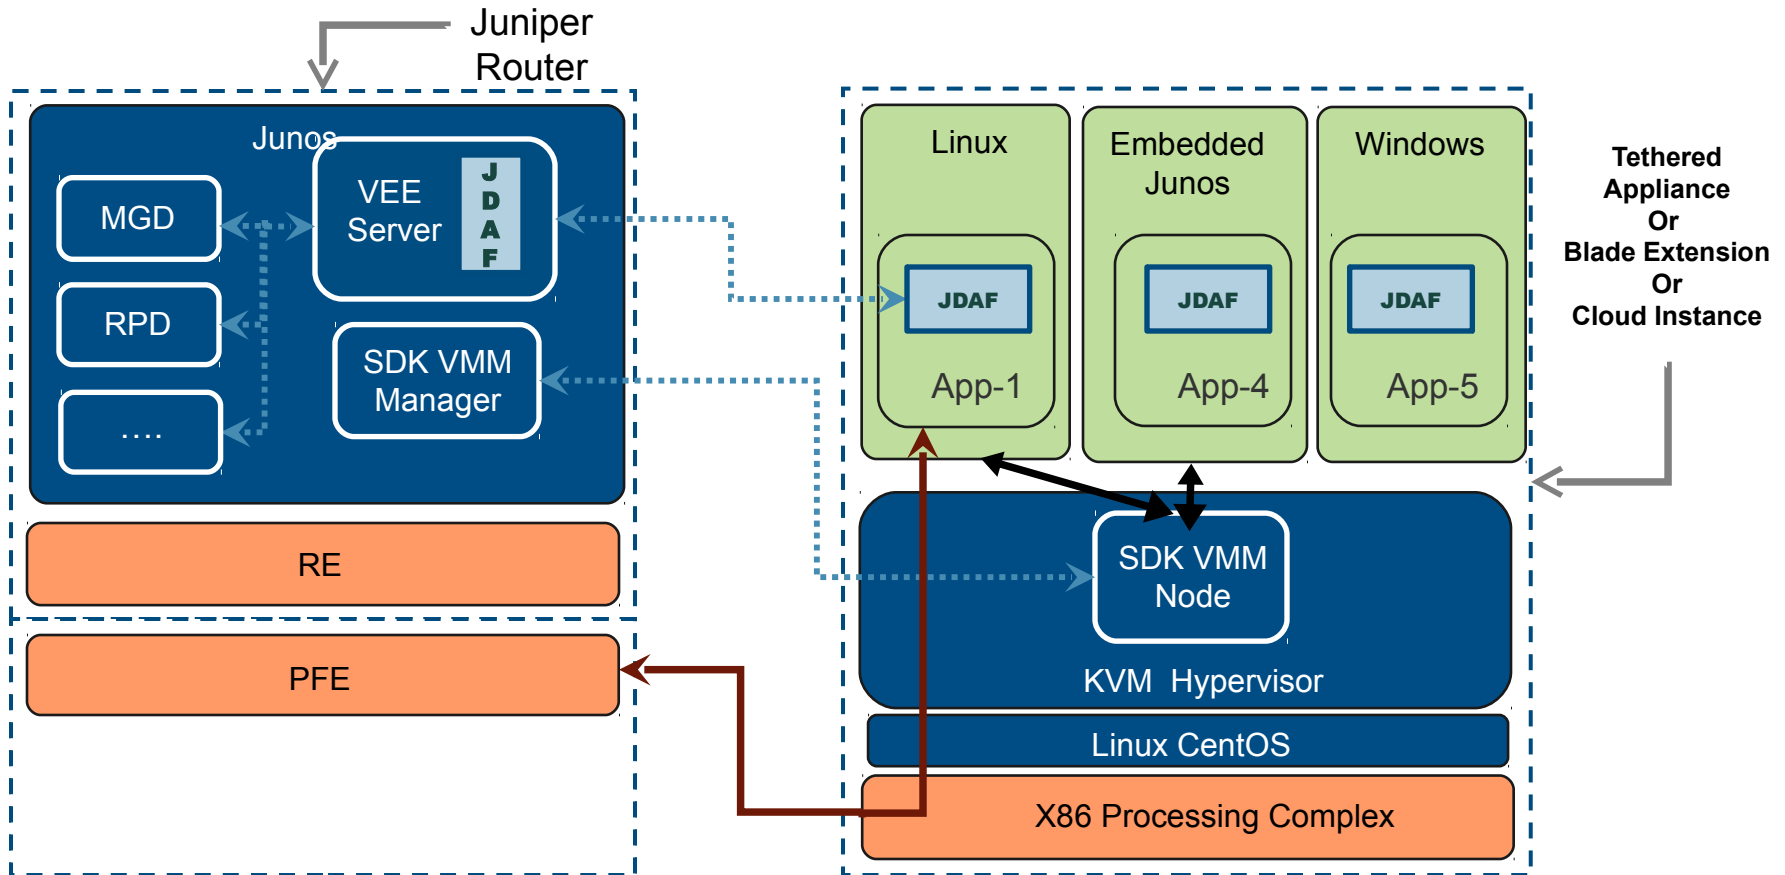 Juniper
Router
Junos
MGD
RPD
....
VEE
Server
J
D
A
F
SDK VMM
Manager
RE
PFE
Linux
JDAF
App-1
Embedded
Junos
JDAF
App-4
Windows
JDAF
App-5
SDK VMM
Node
KVM Hypervisor
Linux CentOS
X86 Processing Complex
Tethered
Appliance
Or
Blade Extension
Or
Cloud Instance